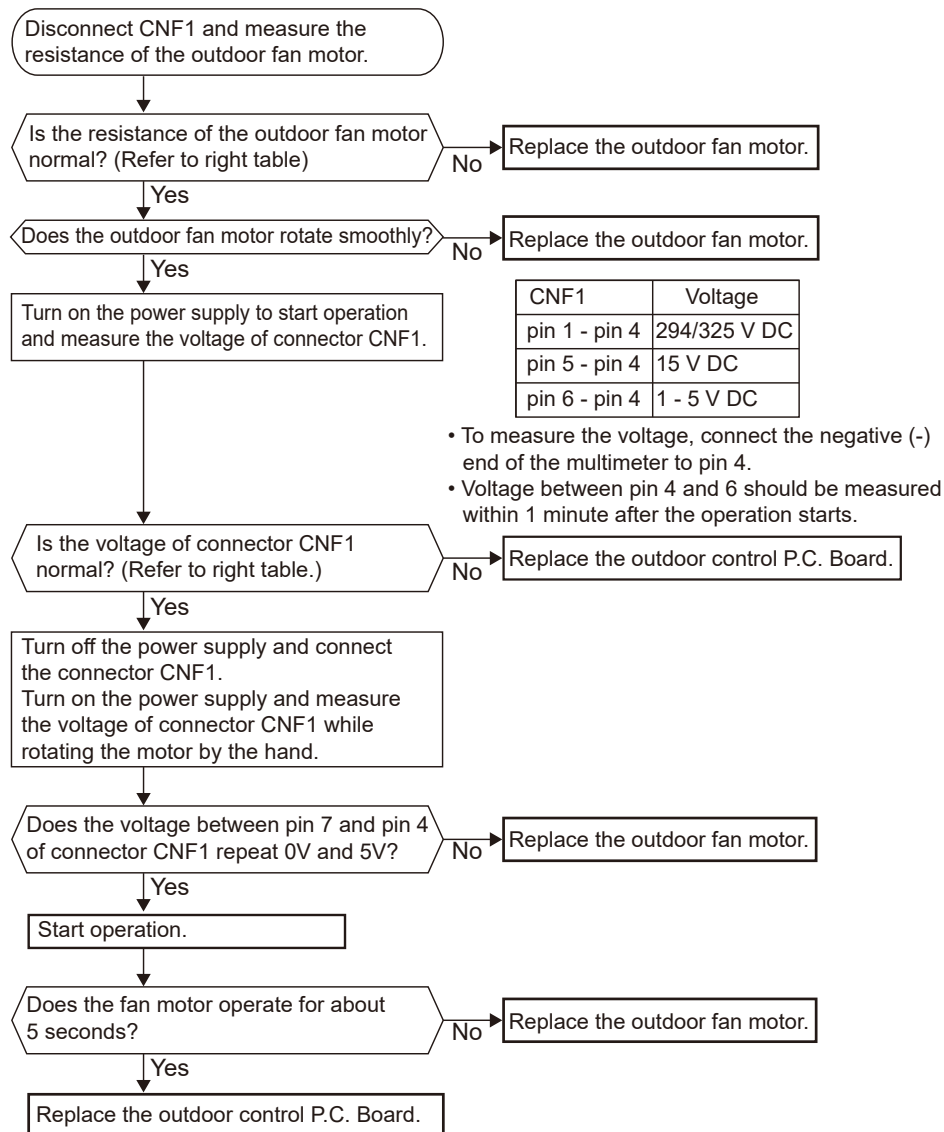 Disconnect CNF1 and measure the
resistance of the outdoor fan motor.
Is the resistance of the outdoor fan motor
normal? (Refer to right table)
No
Replace the outdoor fan motor.
Yes
Does the outdoor fan motor rotate smoothly?
No
Replace the outdoor fan motor.
Yes
Turn on the power supply to start operation
and measure the voltage of connector CNF1.
CNF1 Voltage
pin 1 - pin 4 294/325 V DC
pin 5 - pin 4 15 V DC
pin 6 - pin 4 1 - 5 V DC
• To measure the voltage, connect the negative (-)
end of the multimeter to pin 4.
• Voltage between pin 4 and 6 should be measured
within 1 minute after the operation starts.
Is the voltage of connector CNF1
normal? (Refer to right table.)
No
Replace the outdoor control P.C. Board.
Yes
Turn off the power supply and connect
the connector CNF1.
Turn on the power supply and measure
the voltage of connector CNF1 while
rotating the motor by the hand.
Does the voltage between pin 7 and pin 4
of connector CNF1 repeat 0V and 5V?
No
Replace the outdoor fan motor.
Yes
Start operation.
Does the fan motor operate for about
5 seconds?
No
Replace the outdoor fan motor.
Yes
Replace the outdoor control P.C. Board.